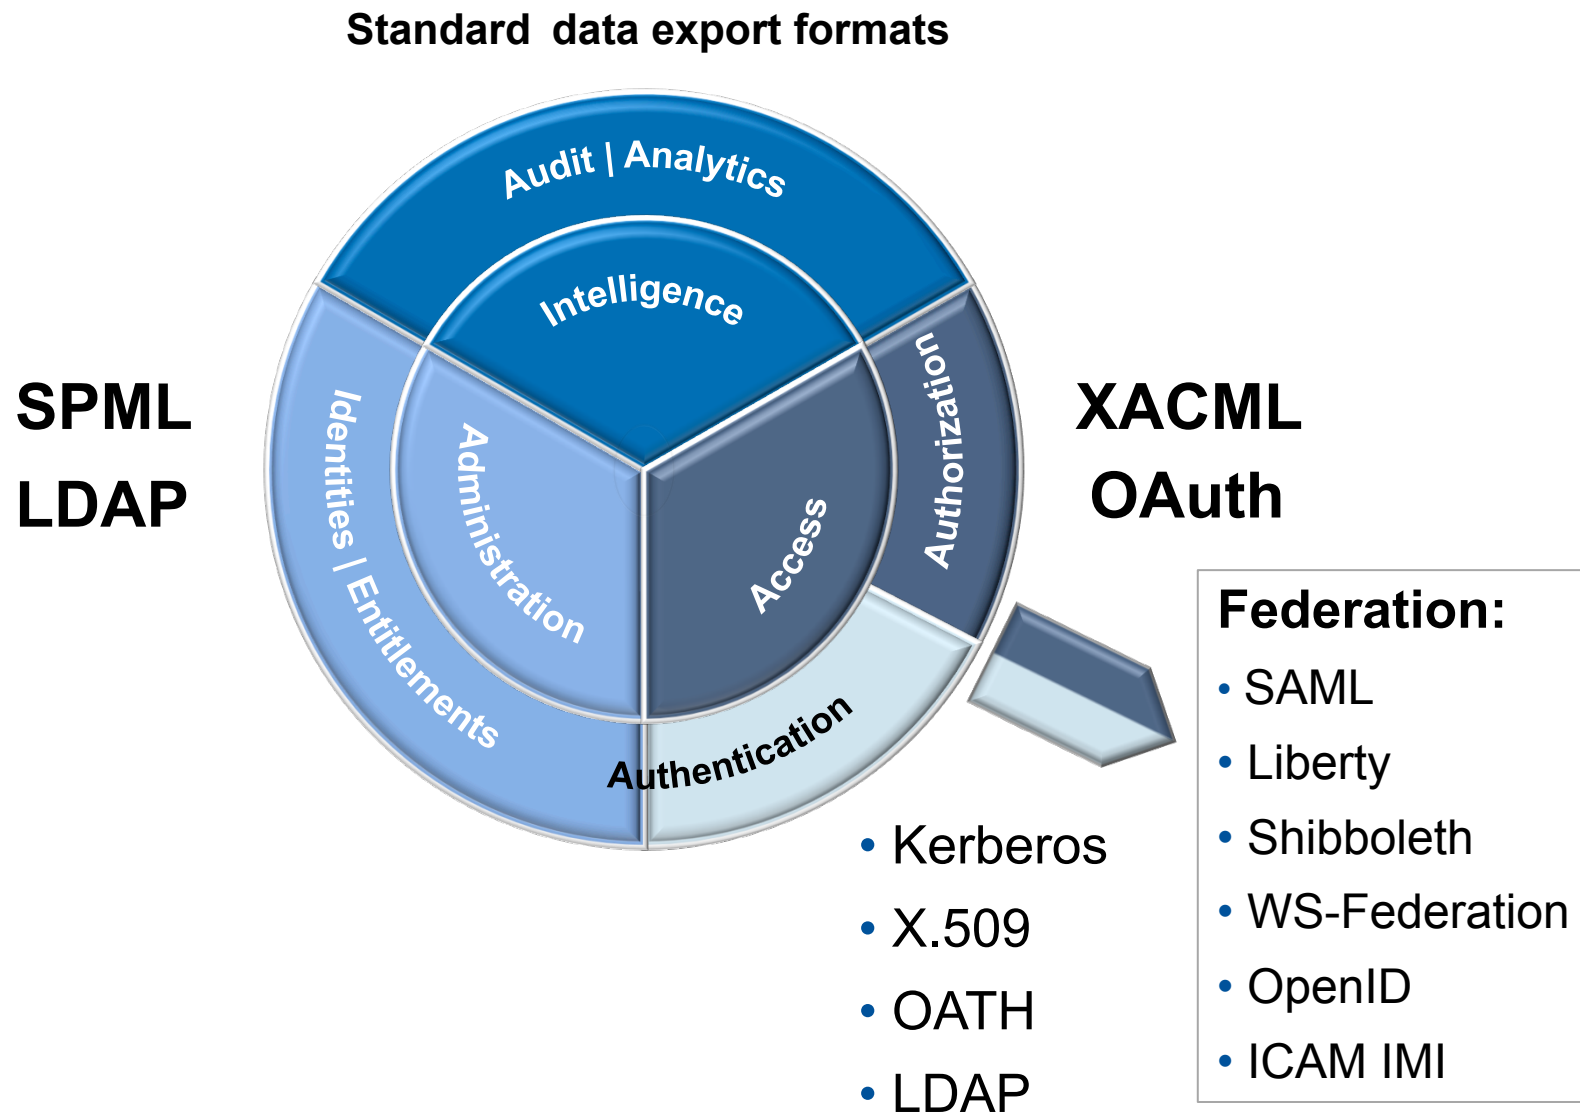 Standard data export formats
Audit | Analytics
Intelligence
SPML
LDAP
Identities | Entitlements
Administration
Access
Authorization
Authentication
XACML
OAuth
• Kerberos
• X.509
• OATH
• LDAP
Federation:
• SAML
• Liberty
• Shibboleth
• WS-Federation
• OpenID
• ICAM IMI